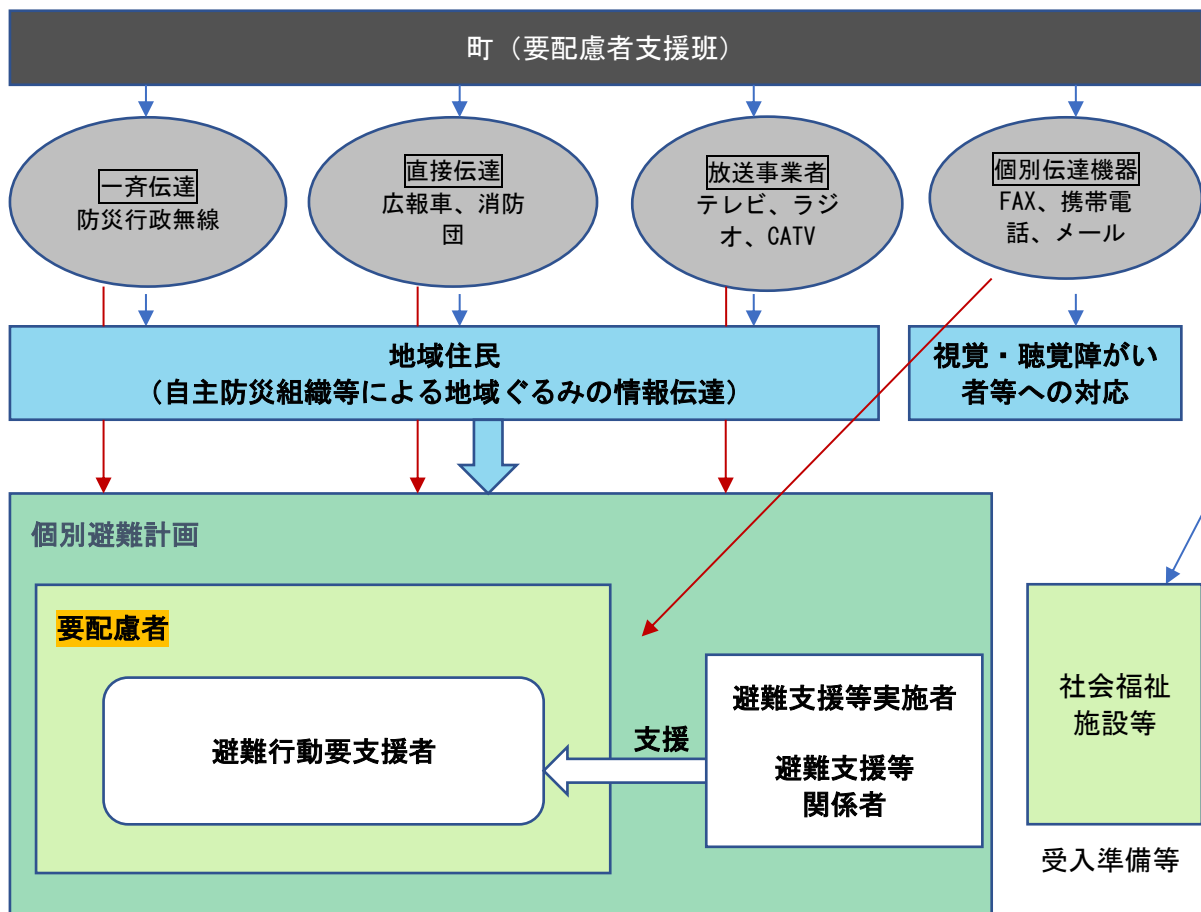 町（要配慮者支援班）
一斉伝達
防災行政無線
直接伝達
広報車、消防
団
放送事業者
テレビ、ラジ
オ、CATV
個別伝達機器
FAX、携帯電
話、メール
地域住民
（自主防災組織等による地域ぐるみの情報伝達）
視覚・聴覚障がい
者等への対応
個別避難計画
要配慮者
避難行動要支援者
支援
避難支援等実施者
避難支援等
関係者
社会福祉
施設等
受入準備等